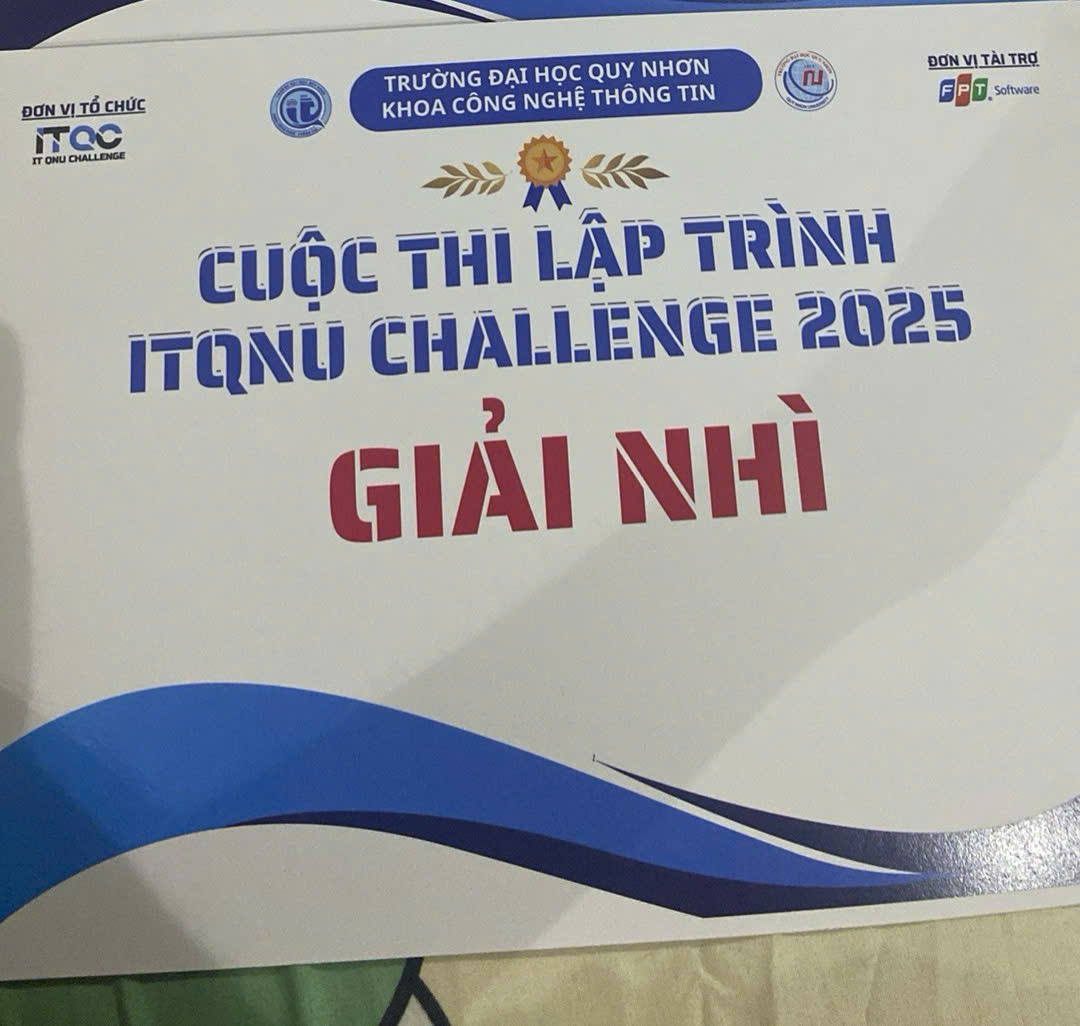 ĐƠN VỊ TỔ CHỨC
ITQC
IT QNU CHALLENGE
TRƯỜNG ĐẠI HỌC QUY NHƠN
KHOA CÔNG NGHỆ THÔNG TIN
ĐƠN VỊ TÀI TRỢ
FPT Software
CUỘC THI LẬP TRÌNH
ITQNU CHALLENGE 2025
GIẢI NHÌ